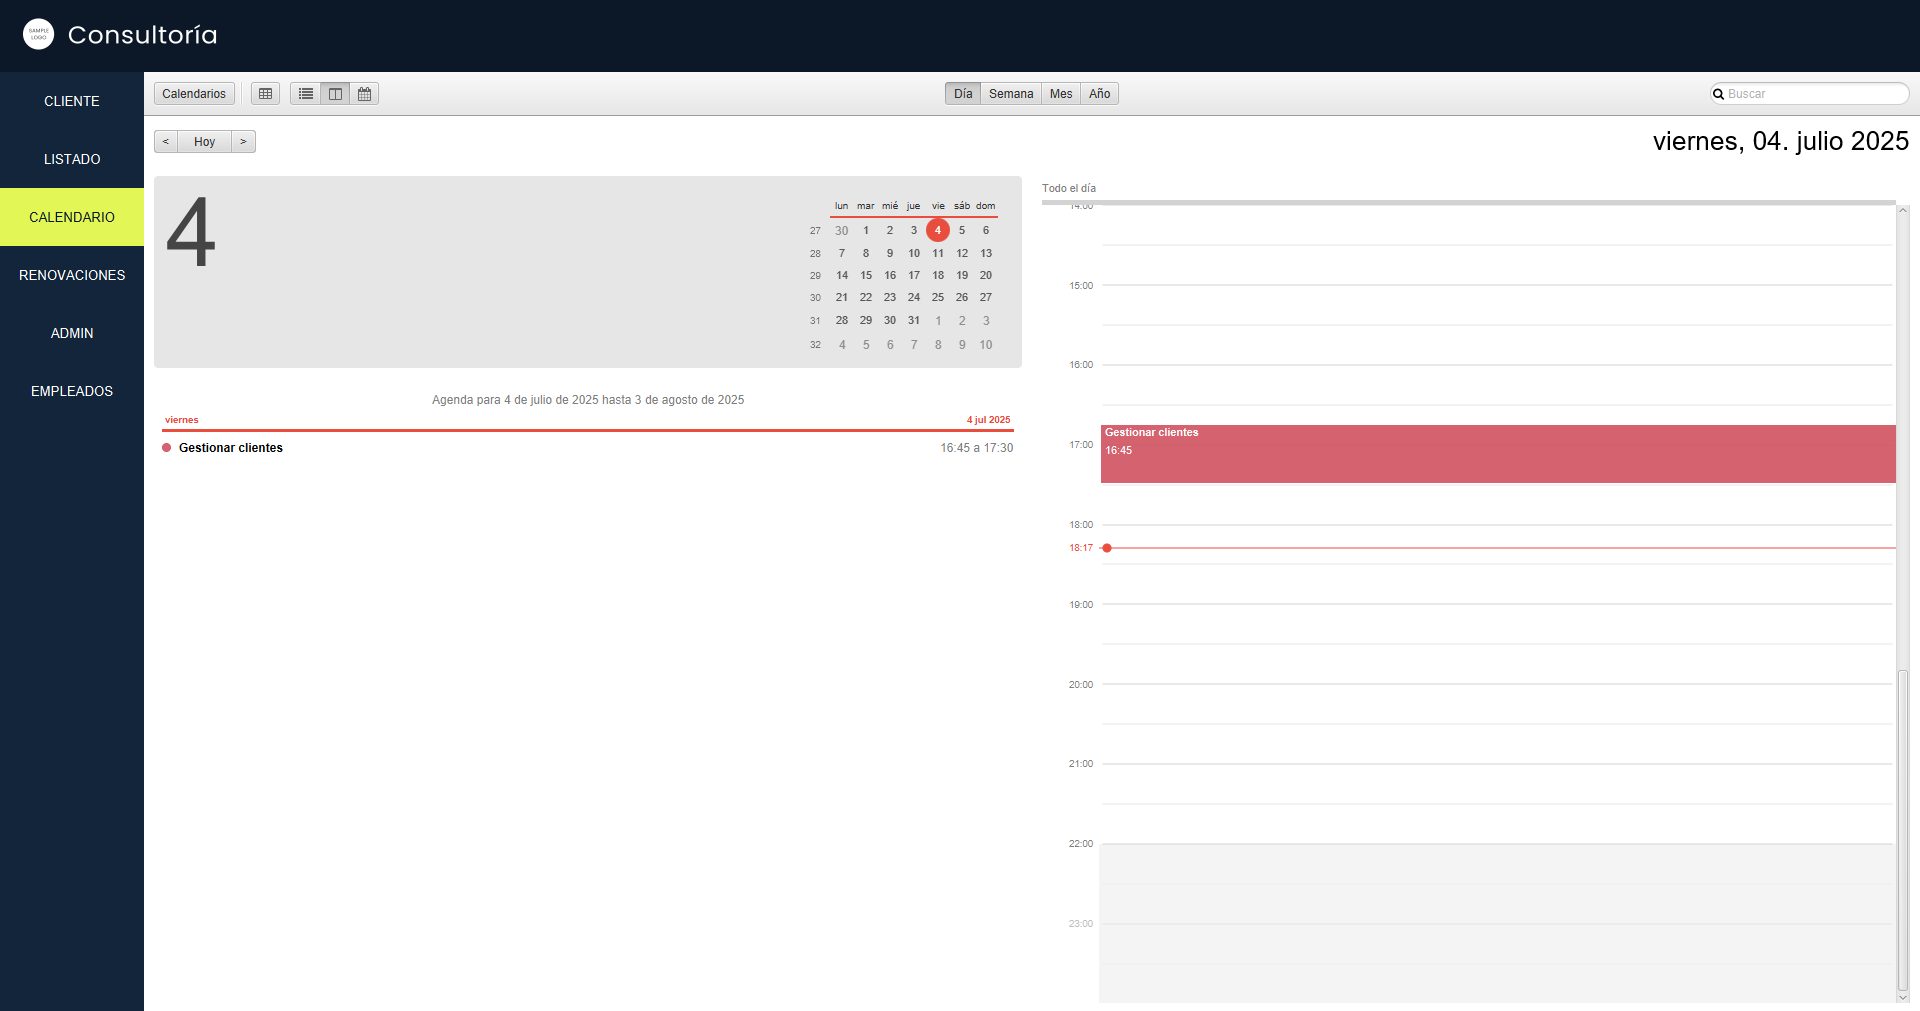 SAMPLE
LOGO
Consultoría
CLIENTE
LISTADO
CALENDARIO
RENOVACIONES
ADMIN
EMPLEADOS
Calendarios
Día Semana Mes Año
Buscar
< Hoy >
viernes, 04. julio 2025
4
lun mar mié jue vie sáb dom
27 30 1 2 3 4 5 6
28 7 8 9 10 11 12 13
29 14 15 16 17 18 19 20
30 21 22 23 24 25 26 27
31 28 29 30 31 1 2 3
32 4 5 6 7 8 9 10
Agenda para 4 de julio de 2025 hasta 3 de agosto de 2025
viernes 4 jul 2025
Gestionar clientes 16:45 a 17:30
Todo el día
14:00
15:00
16:00
Gestionar clientes
17:00
16:45
18:00
18:17
19:00
20:00
21:00
22:00
23:00